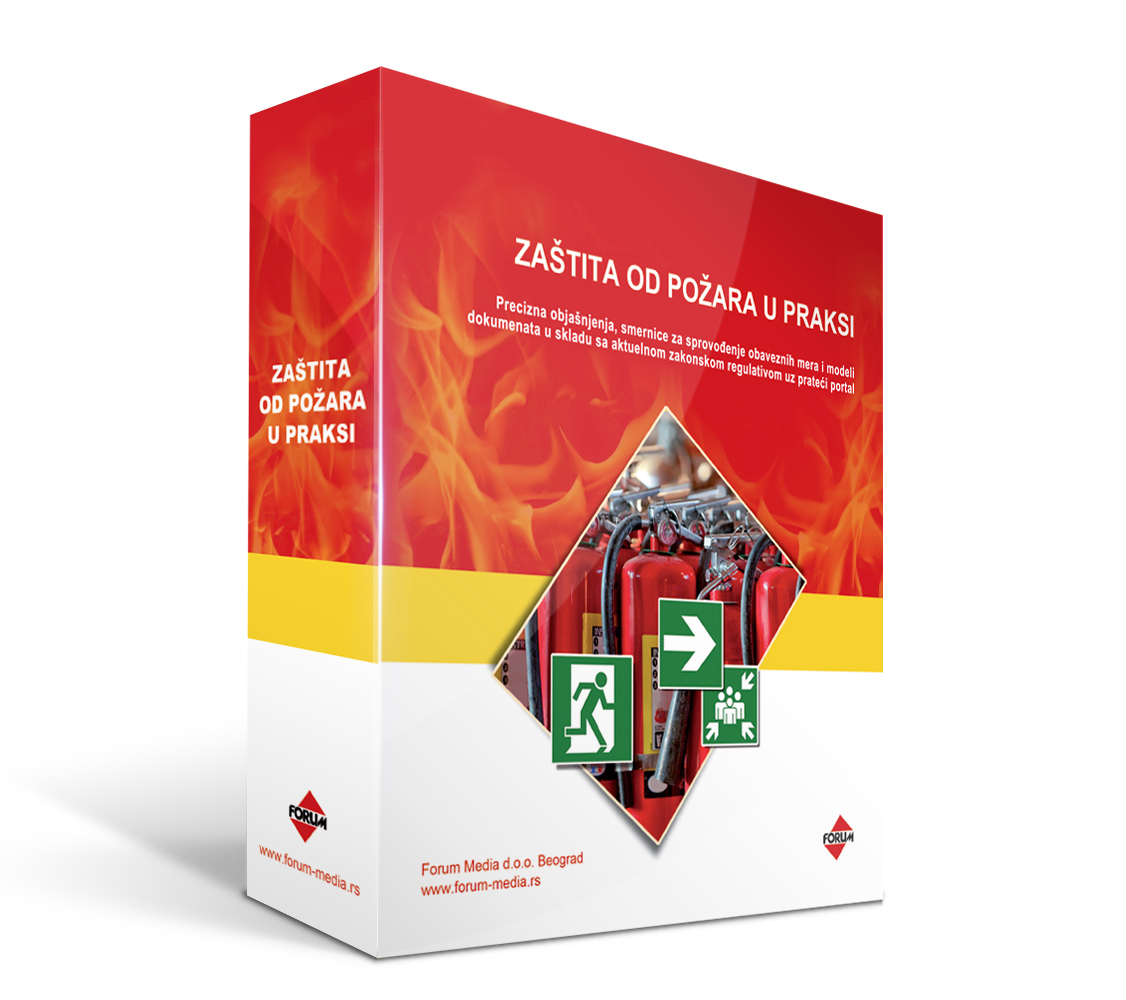 ZAŠTITA
OD POŽARA
U PRAKSI
FORUM
www.forum-media.rs
ZAŠTITA OD POŽARA U PRAKSI
Precizna objašnjenja, smernice za sprovođenje obaveznih mera i modeli
dokumenata u skladu sa aktuelnom zakonskom regulativom uz prateći portal
Forum Media d.o.o. Beograd
www.forum-media.rs
FORUM